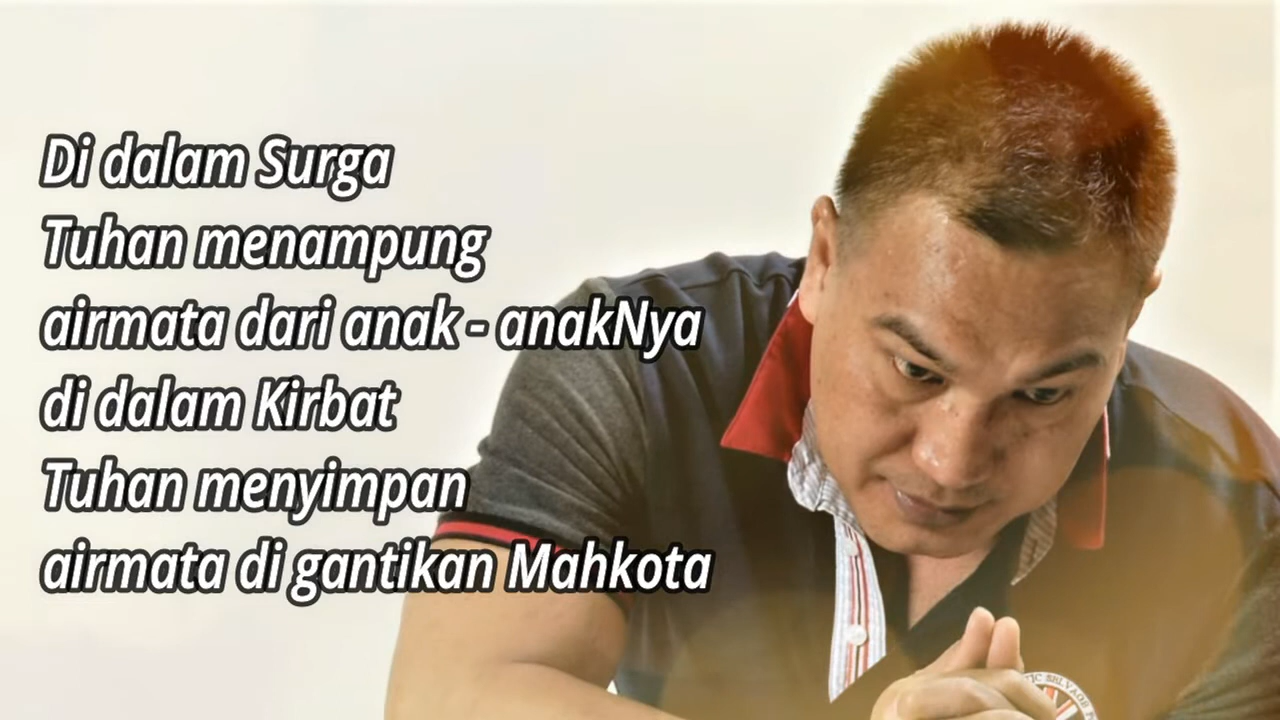 Di dalam Surga
Tuhan menampung
airmata dari anak - anakNya
di dalam Kirbat
Tuhan menyimpan
airmata di gantikan Mahkota